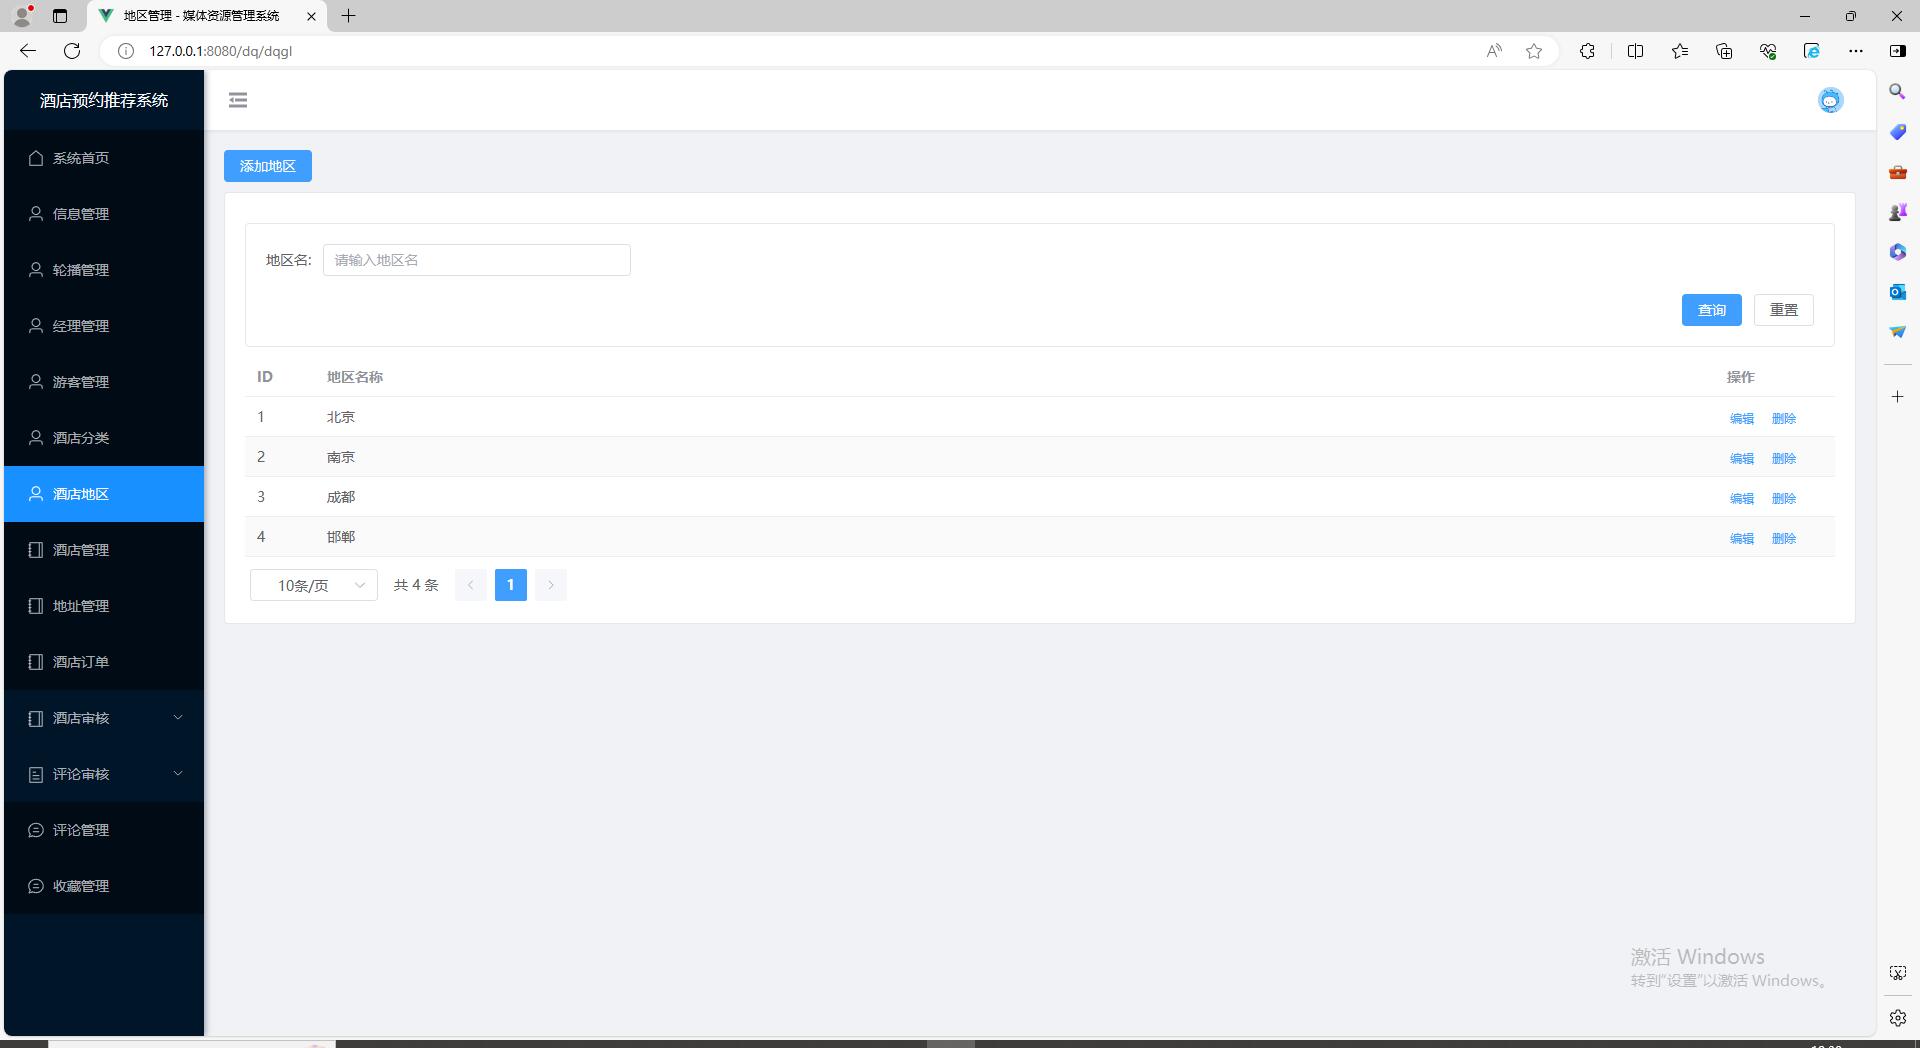 地区管理 - 媒体资源管理系统
127.0.0.1:8080/dq/dqgl
酒店预约推荐系统
系统首页
信息管理
轮播管理
经理管理
游客管理
酒店分类
酒店地区
酒店管理
地址管理
酒店订单
酒店审核
评论审核
评论管理
收藏管理
添加地区
地区名: 请输入地区名
查询 重置
ID 地区名称 操作
1 北京 编辑 删除
2 南京 编辑 删除
3 成都 编辑 删除
4 邯郸 编辑 删除
10条/页 共 4 条 1
激活 Windows
转到"设置"以激活 Windows。